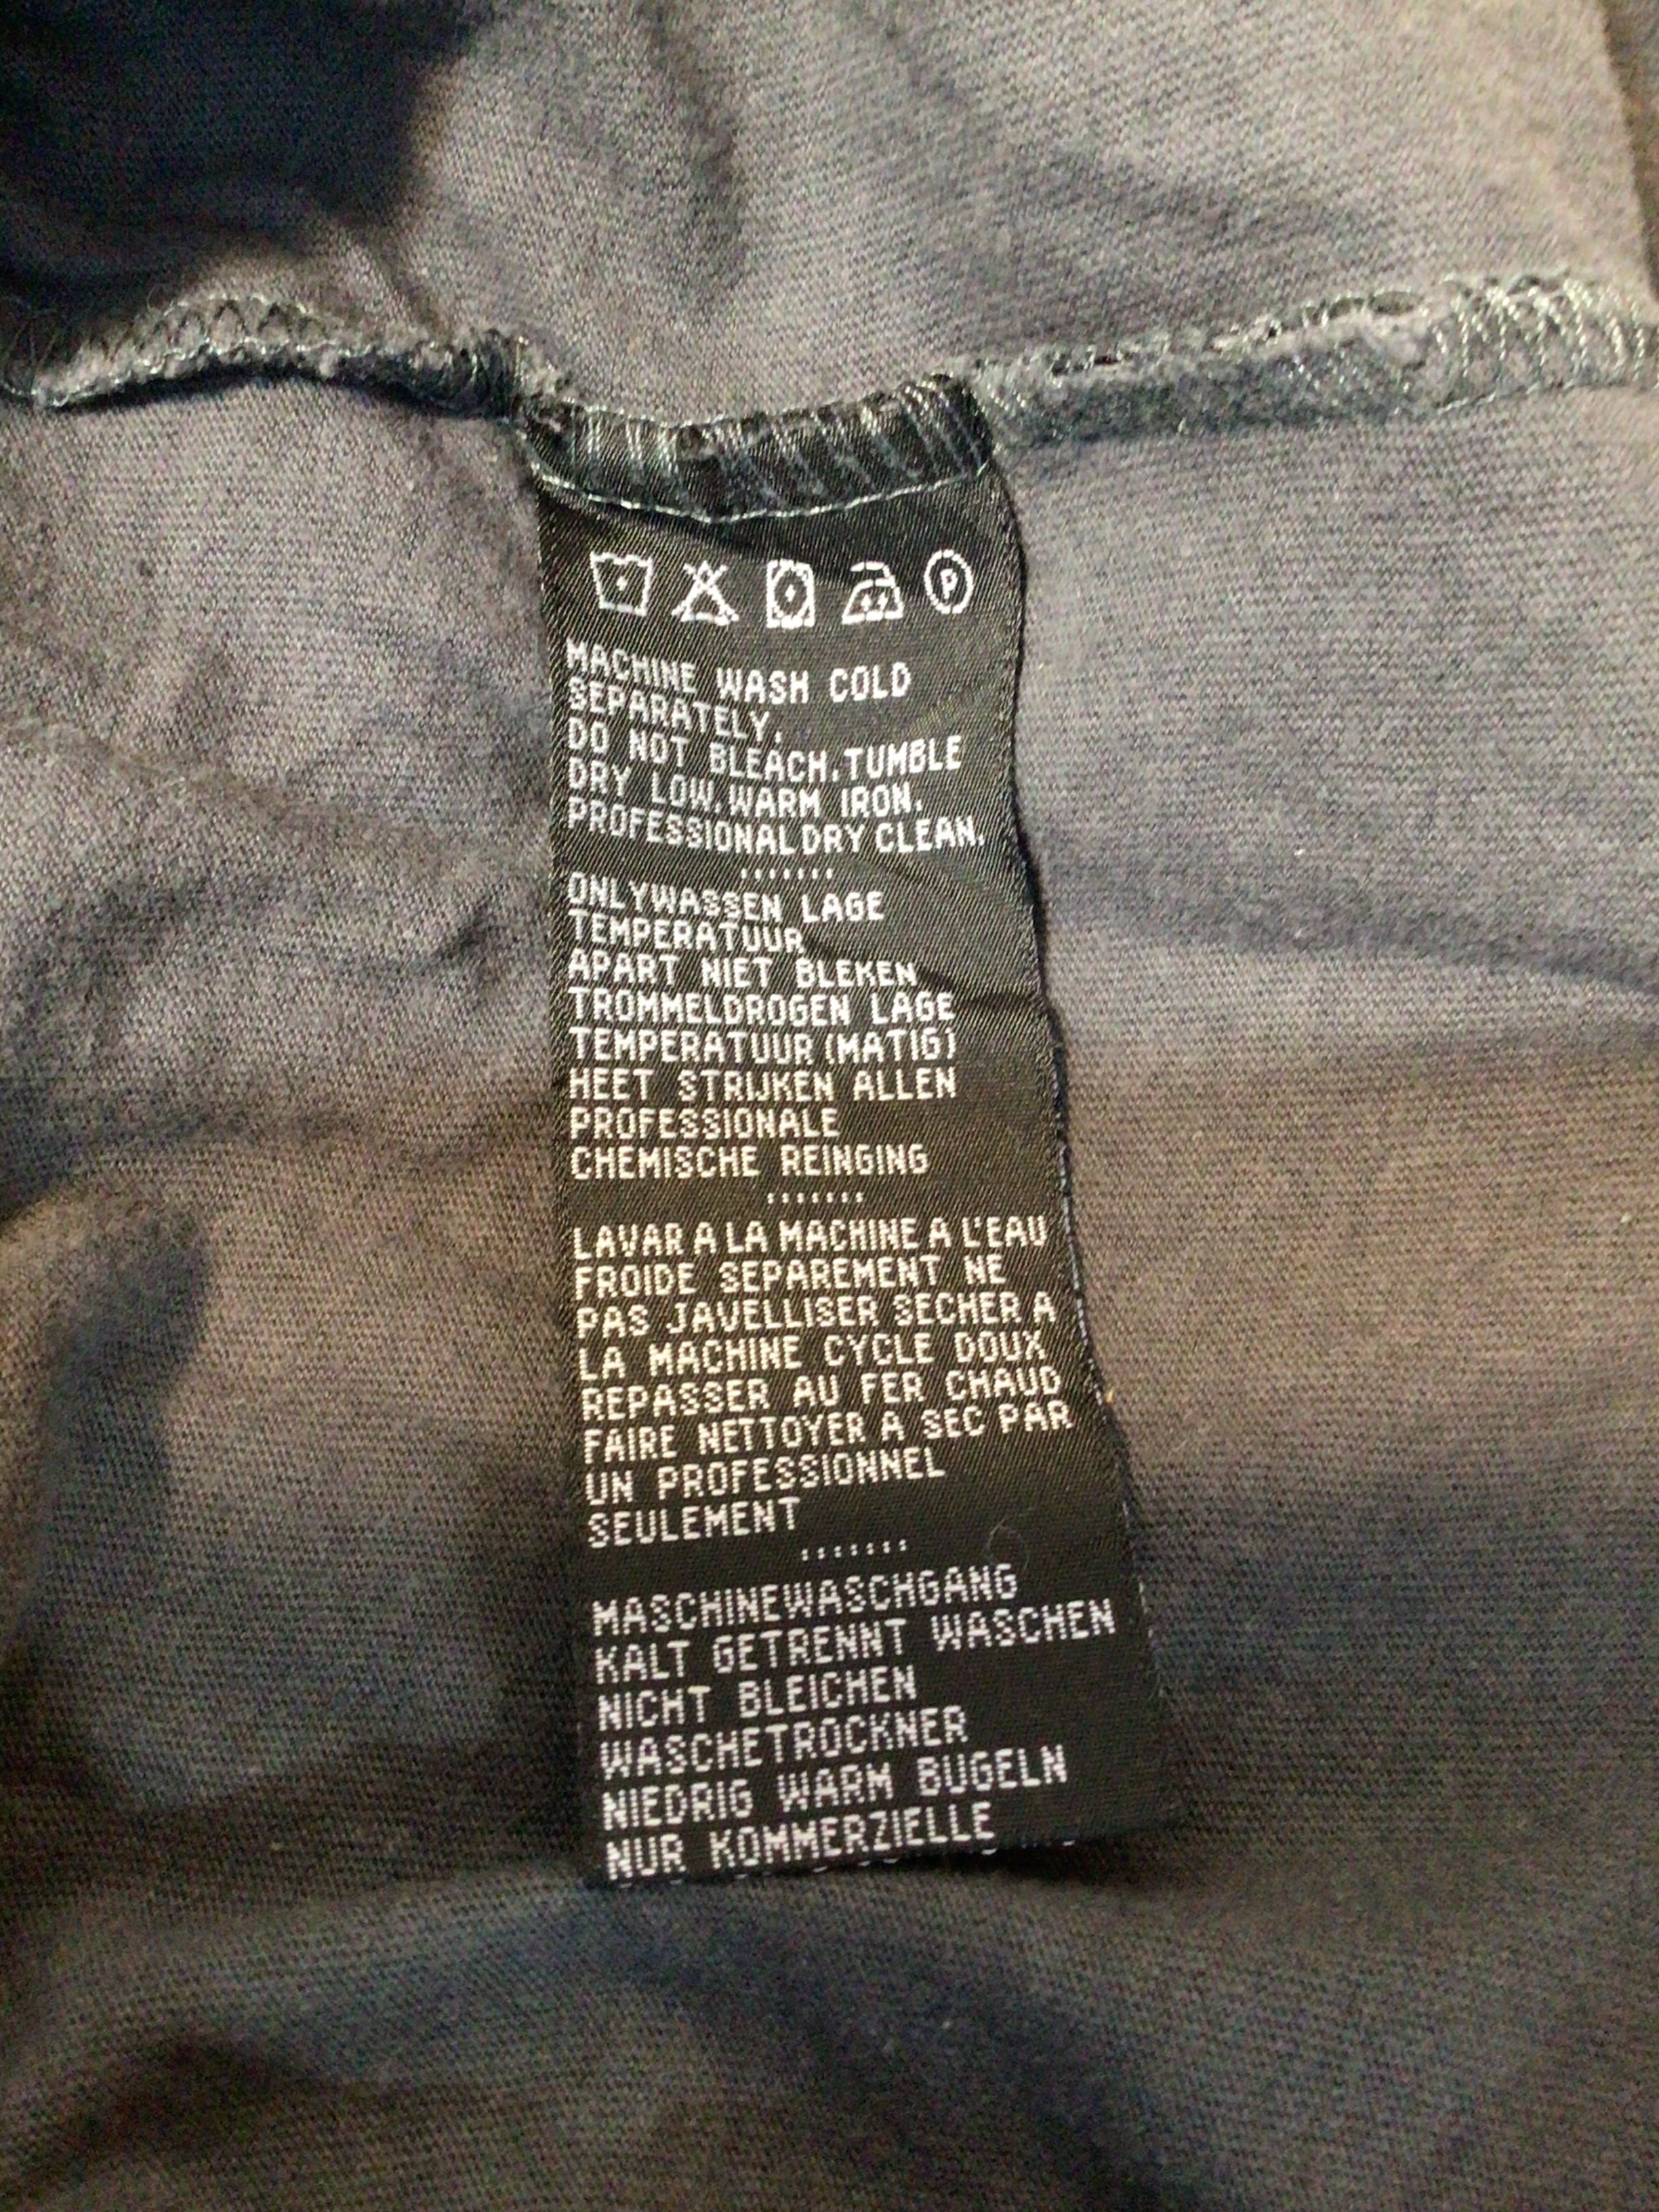 MACHINE WASH COLD
SEPARATELY.
DO NOT BLEACH.TUMBLE
DRY LOW.WARM IRON.
PROFESSIONAL DRY CLEAN.
.......
ONLYWASSEN LAGE
TEMPERATUUR
APART NIET BLEKEN
TROMMELDROGEN LAGE
TEMPERATUUR (MATIG)
HEET STRIJKEN ALLEN
PROFESSIONALE
CHEMISCHE REINGING
.......
LAVAR A LA MACHINE A L'EAU
FROIDE SEPAREMENT NE
PAS JAVELLISER SECHER A
LA MACHINE CYCLE DOUX
REPASSER AU FER CHAUD
FAIRE NETTOYER A SEC PAR
UN PROFESSIONNEL
SEULEMENT
.......
MASCHINEWASCHGANG
KALT GETRENNT WASCHEN
NICHT BLEICHEN
WASCHETROCKNER
NIEDRIG WARM BUGELN
NUR KOMMERZIELLE